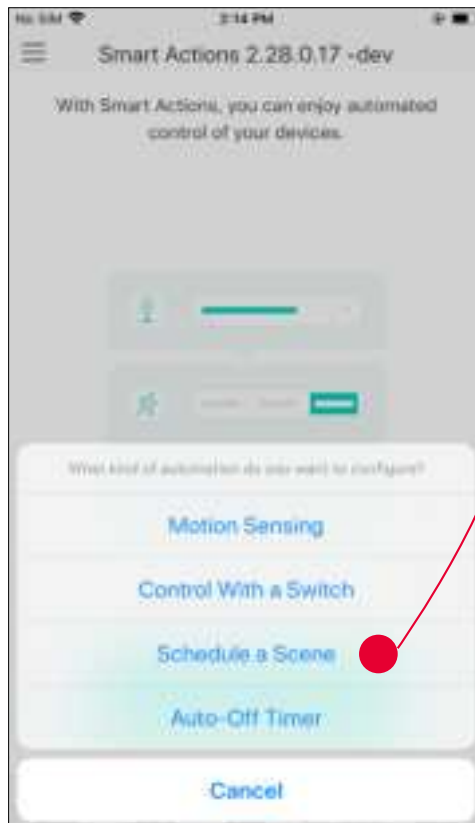 No SIM 2:14 PM
Smart Actions 2.28.0.17 -dev
With Smart Actions, you can enjoy automated
control of your devices.
What kind of automation do you want to configure?
Motion Sensing
Control With a Switch
Schedule a Scene
Auto-Off Timer
Cancel